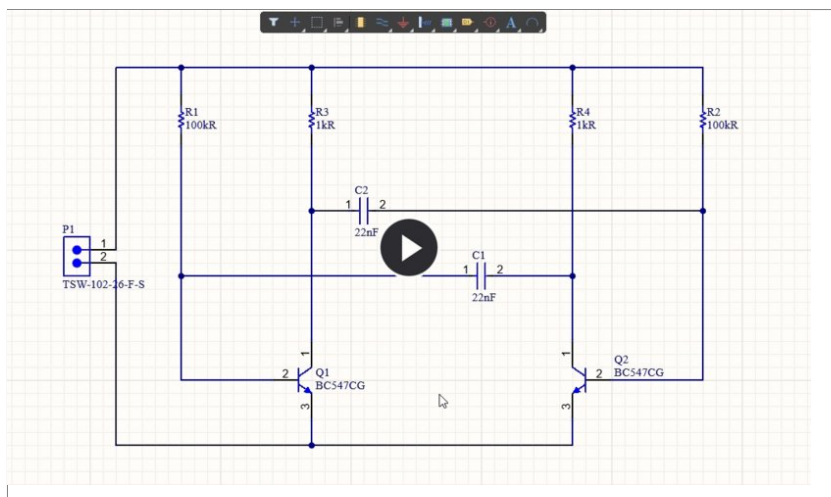 A
R1
100kR
R3
1kR
R4
1kR
R2
100kR
C2
1 2
22nF
P1
1
2
TSW-102-26-F-S
C1
1 2
22nF
1
2
Q1
BC547CG
3
1
Q2
2 BC547CG
3